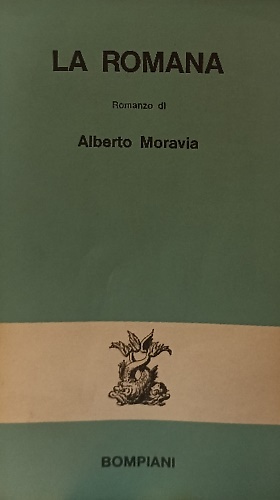 LA ROMANA
Romanzo di
Alberto Moravia
BOMPIANI